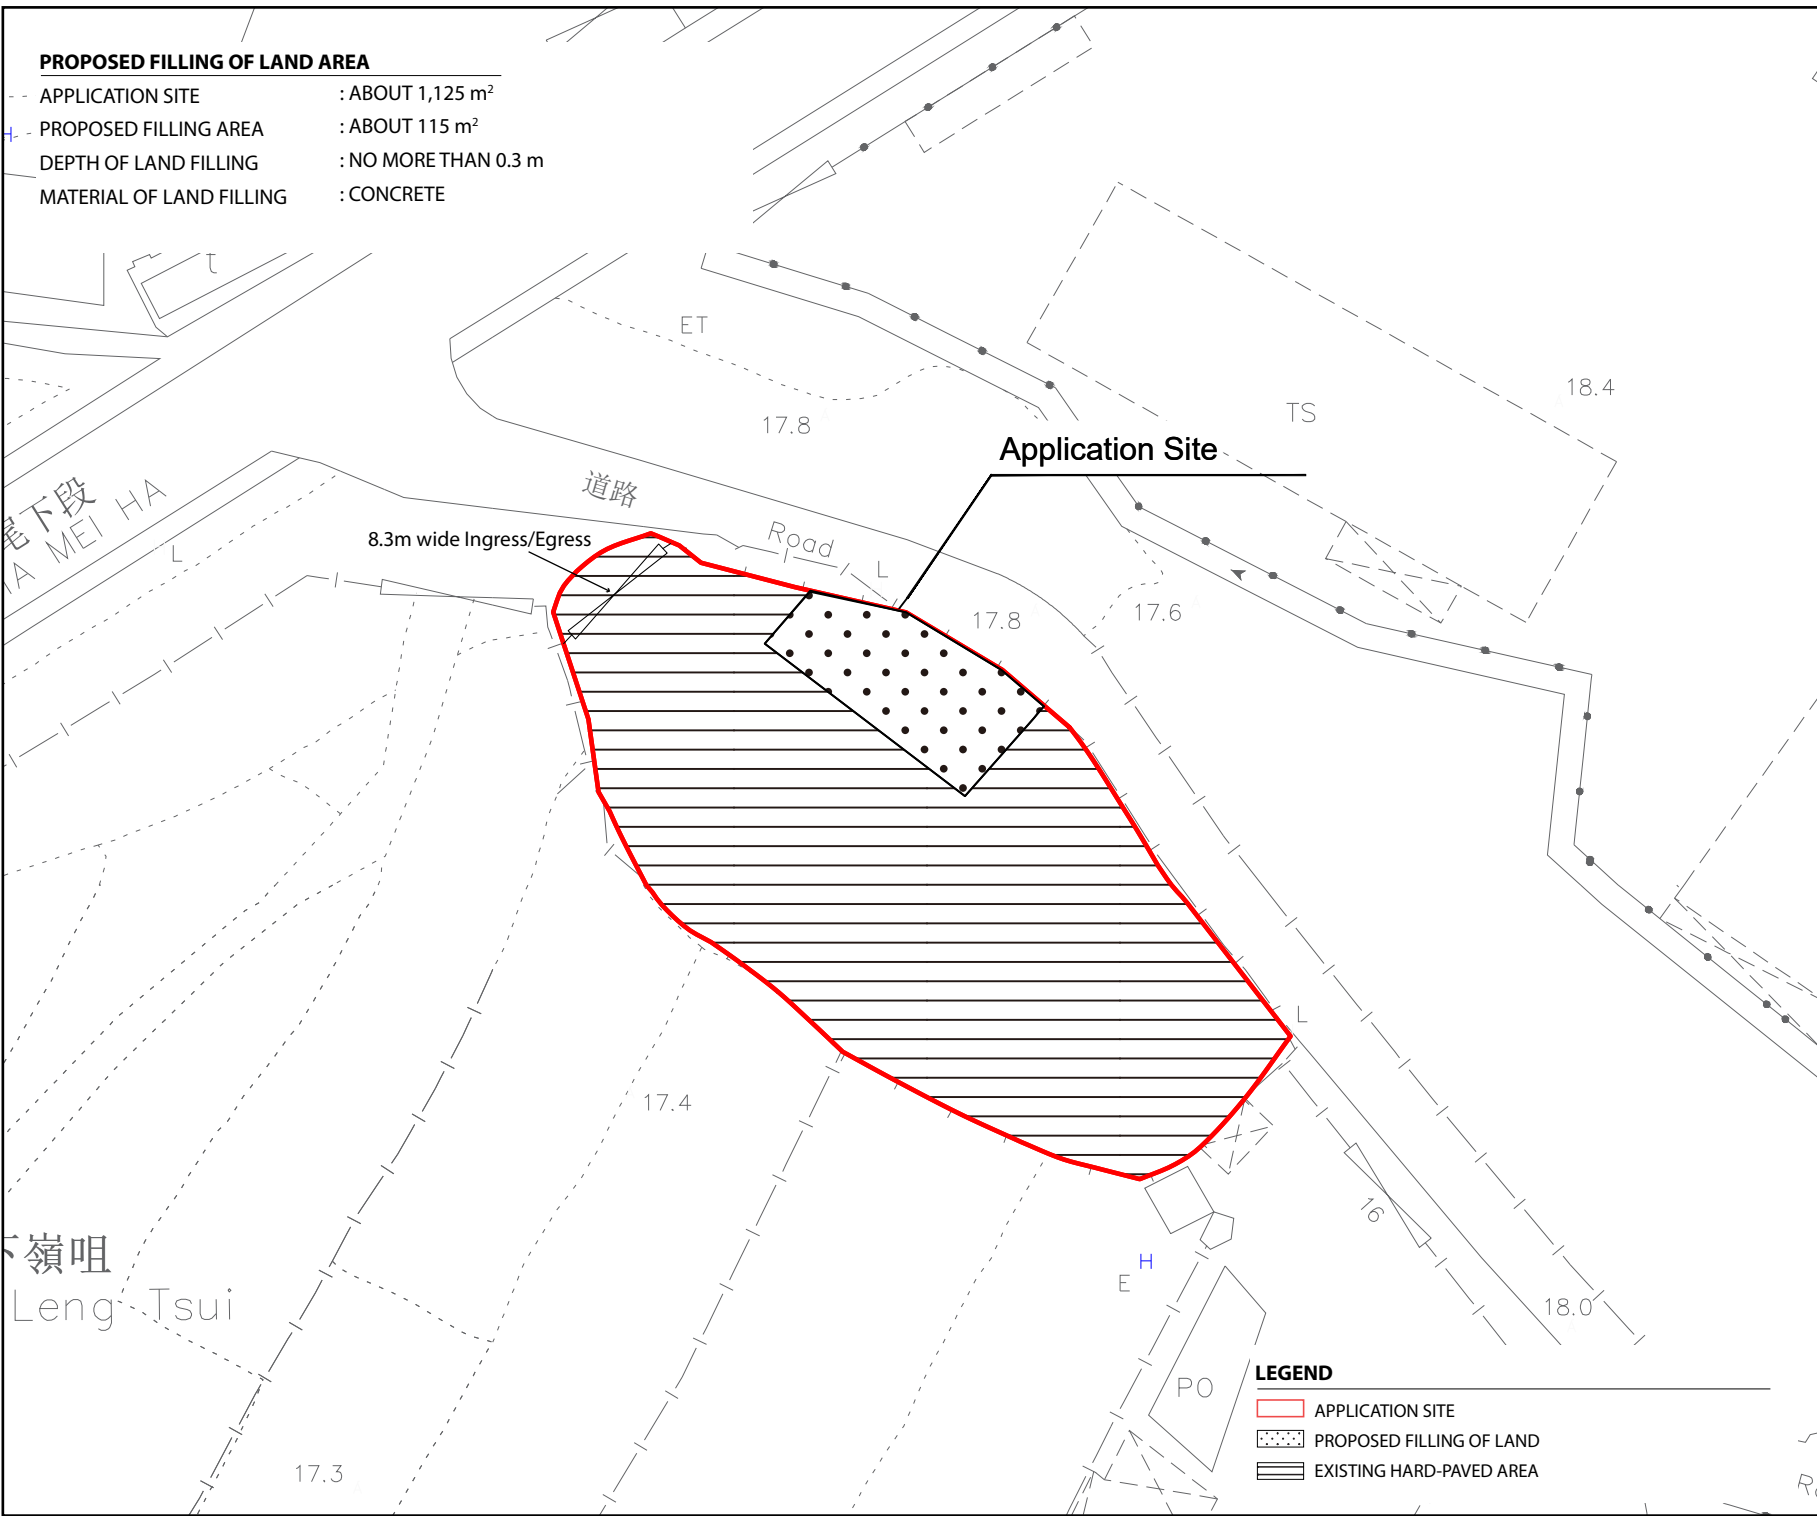 PROPOSED FILLING OF LAND AREA
APPLICATION SITE : ABOUT 1,125 m²
PROPOSED FILLING AREA : ABOUT 115 m²
H
DEPTH OF LAND FILLING : NO MORE THAN 0.3 m
MATERIAL OF LAND FILLING : CONCRETE
t
ET
18.4
TS
17.8
Application Site
道路
尾下段
MEI HA
Road
8.3m wide Ingress/Egress
L
L
17.8
17.6
L
17.4
16
嶺咀
H
E
Leng Tsui
18.0
LEGEND
PO
APPLICATION SITE
PROPOSED FILLING OF LAND
EXISTING HARD-PAVED AREA
17.3